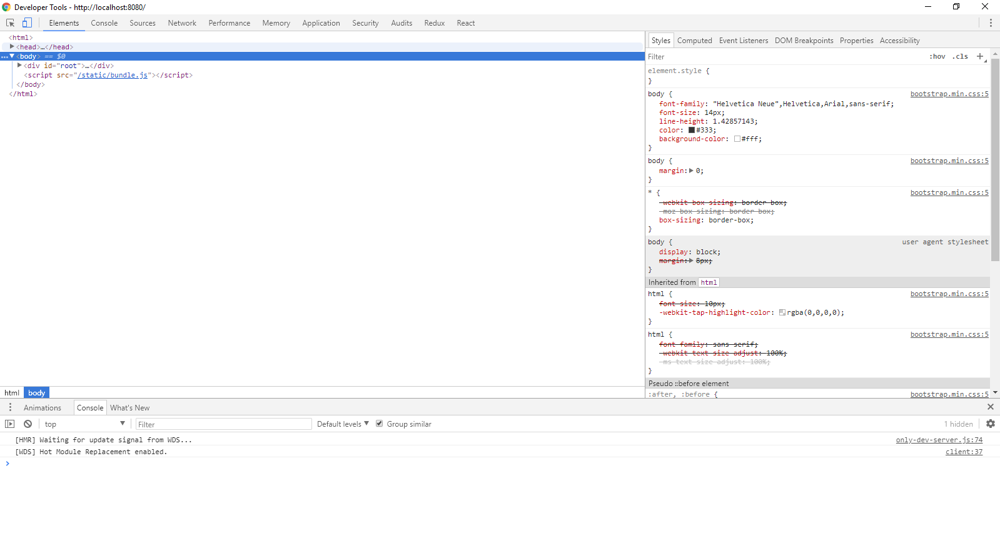 Developer Tools - http://localhost:8080/
Elements Console Sources Network Performance Memory Application Security Audits Redux React
<html>
<head>…</head>
…<body> == $0
<div id="root">…</div>
<script src="/static/bundle.js"></script>
</body>
</html>
html body
Styles Computed Event Listeners DOM Breakpoints Properties Accessibility
Filter :hov .cls +
element.style {
}
body { bootstrap.min.css:5
font-family: "Helvetica Neue",Helvetica,Arial,sans-serif;
font-size: 14px;
line-height: 1.42857143;
color: #333;
background-color: #fff;
}
body { bootstrap.min.css:5
margin: 0;
}
* { bootstrap.min.css:5
-webkit-box-sizing: border-box;
-moz-box-sizing: border-box;
box-sizing: border-box;
}
body { user agent stylesheet
display: block;
margin: 8px;
}
Inherited from html
html { bootstrap.min.css:5
font-size: 10px;
-webkit-tap-highlight-color: rgba(0,0,0,0);
}
html { bootstrap.min.css:5
font-family: sans-serif;
-webkit-text-size-adjust: 100%;
-ms-text-size-adjust: 100%;
}
Pseudo ::before element
:after, :before { bootstrap.min.css:5
Animations Console What's New
top Filter Default levels Group similar 1 hidden
[HMR] Waiting for update signal from WDS... only-dev-server.js:74
[WDS] Hot Module Replacement enabled. client:37